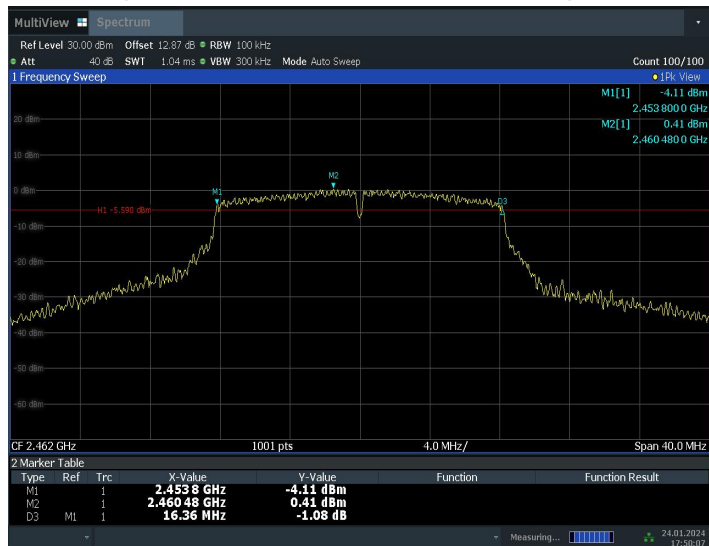 MultiView Spectrum
Ref Level 30.00 dBm Offset 12.87 dB RBW 100 kHz
Att 40 dB SWT 1.04 ms VBW 300 kHz Mode Auto Sweep Count 100/100
1 Frequency Sweep 1Pk View
M1[1] -4.11 dBm
2.453 800 0 GHz
M2[1] 0.41 dBm
2.460 480 0 GHz
20 dBm
10 dBm
M2
0 dBm
M1
D3
H1 -5.590 dBm
-10 dBm
-20 dBm
-30 dBm
-40 dBm
-50 dBm
-60 dBm
CF 2.462 GHz 1001 pts 4.0 MHz/ Span 40.0 MHz
2 Marker Table
Type Ref Trc X-Value Y-Value Function Function Result
M1 1 2.4538 GHz -4.11 dBm
M2 1 2.46048 GHz 0.41 dBm
D3 M1 1 16.36 MHz -1.08 dB
Measuring... 24.01.2024
17:50:07